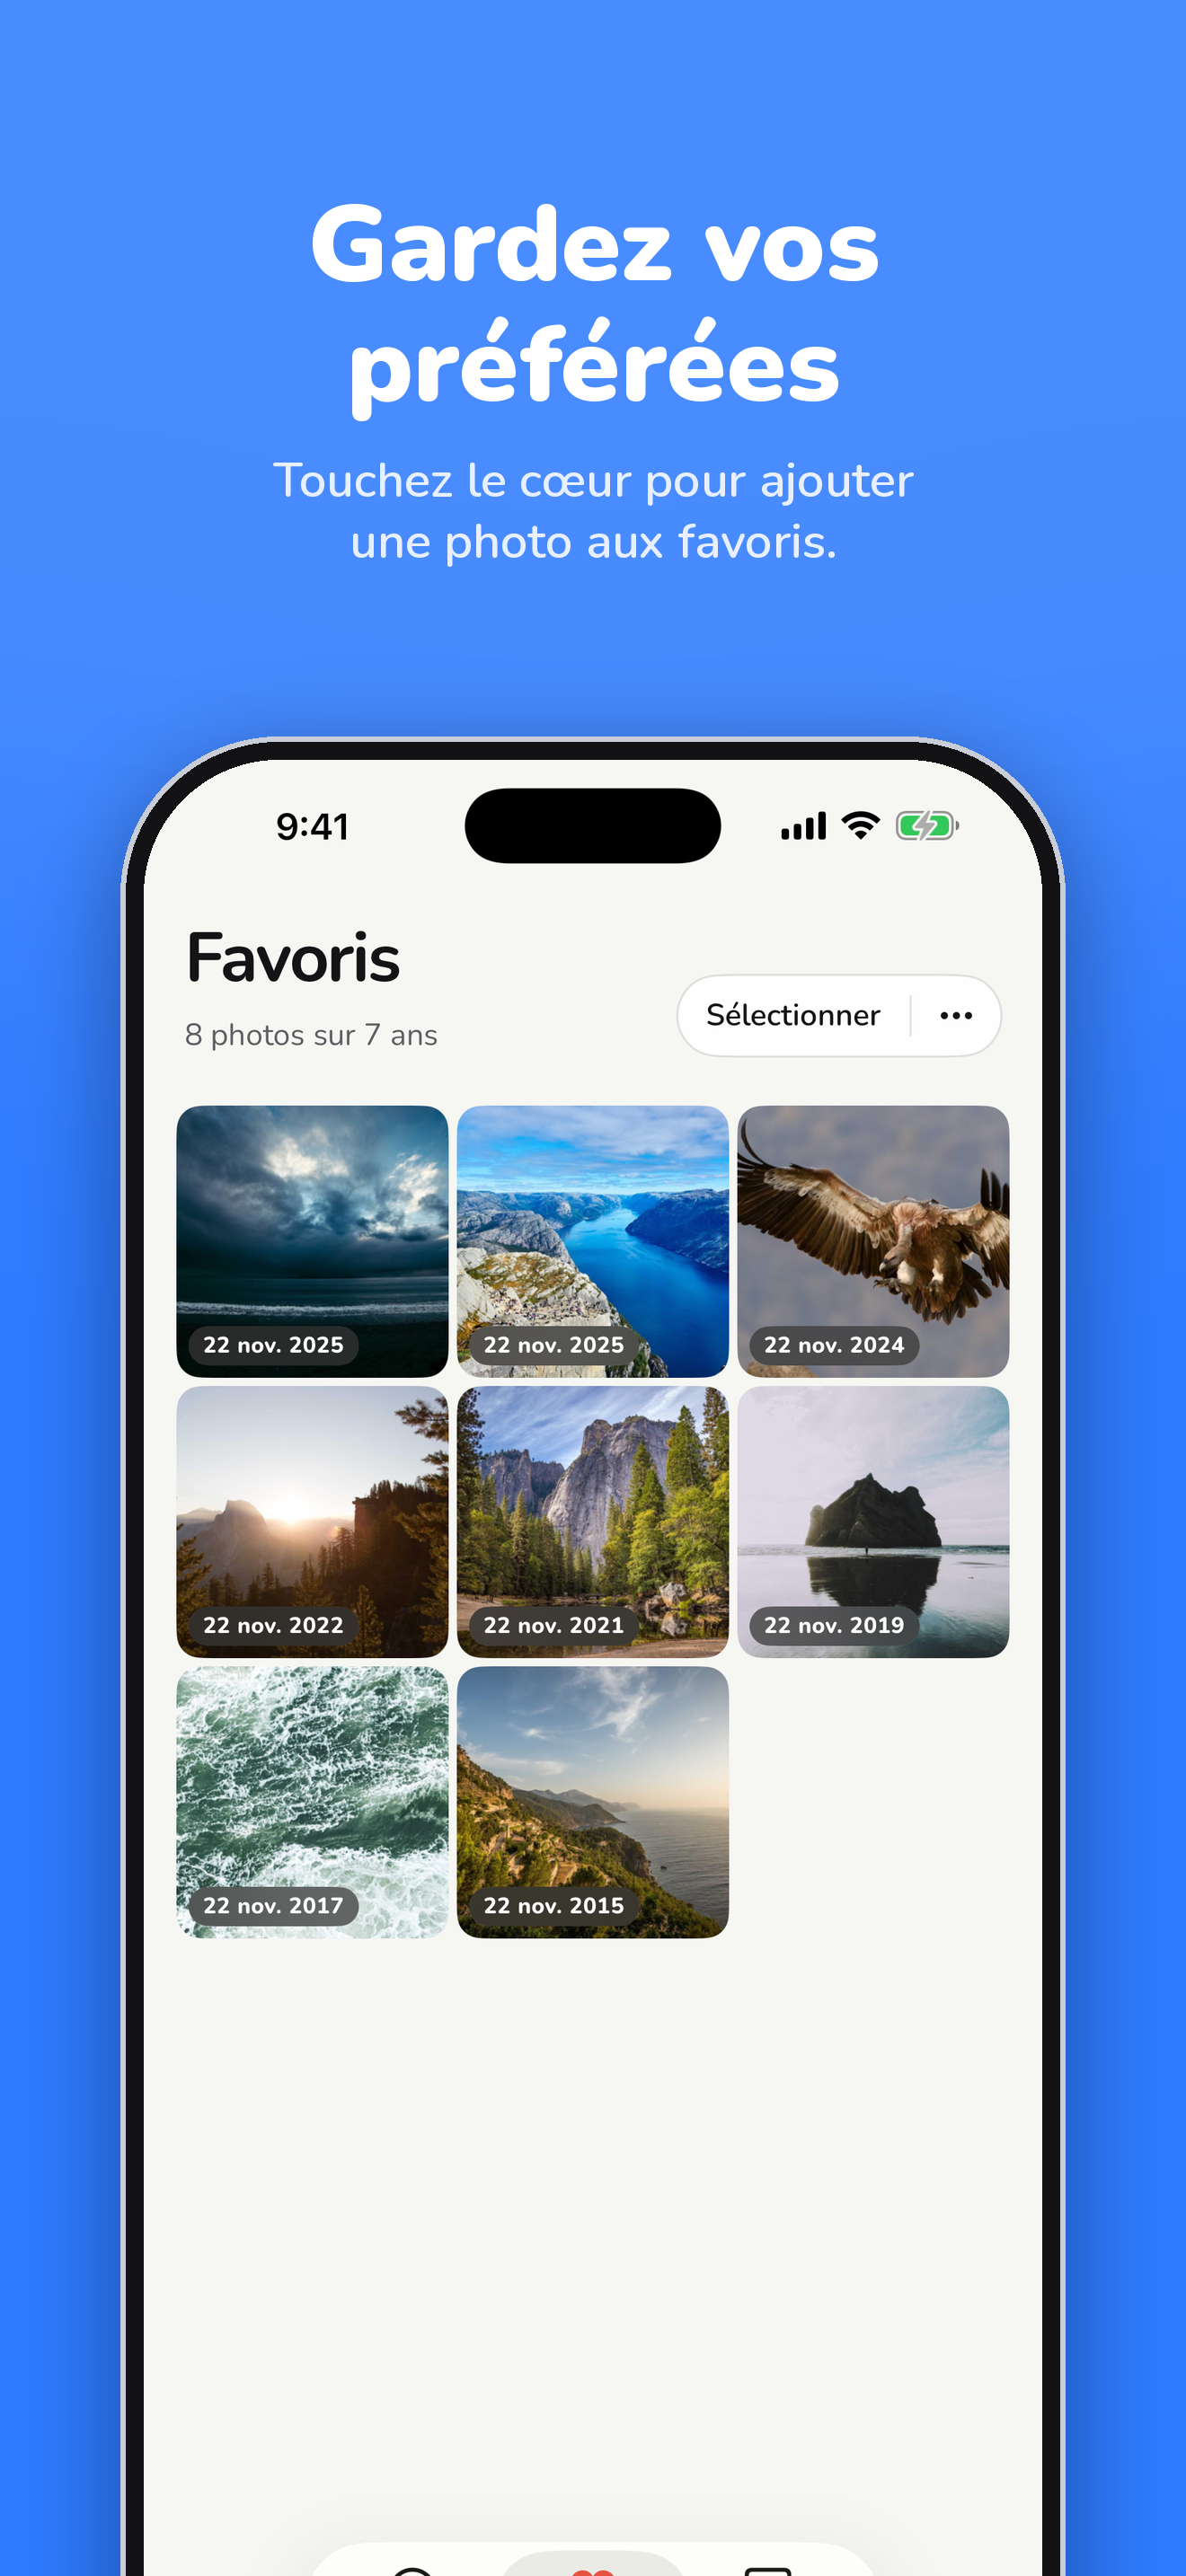 Gardez vos
préférées
Touchez le cœur pour ajouter
une photo aux favoris.
9:41
Favoris
8 photos sur 7 ans
Sélectionner
22 nov. 2025
22 nov. 2025
22 nov. 2024
22 nov. 2022
22 nov. 2021
22 nov. 2019
22 nov. 2017
22 nov. 2015